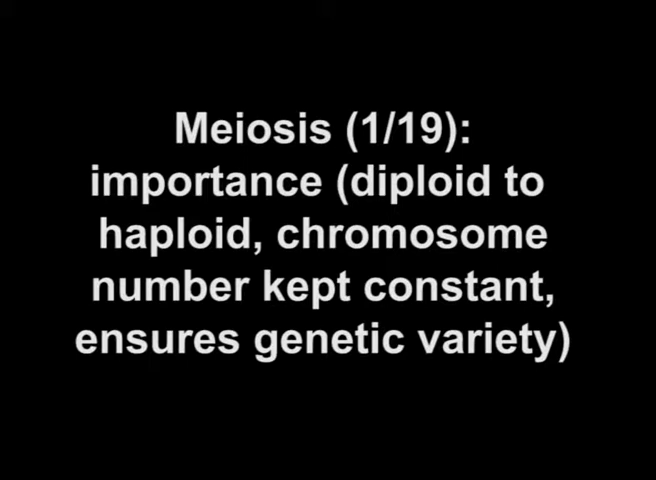 Meiosis (1/19):
importance (diploid to
haploid, chromosome
number kept constant,
ensures genetic variety)